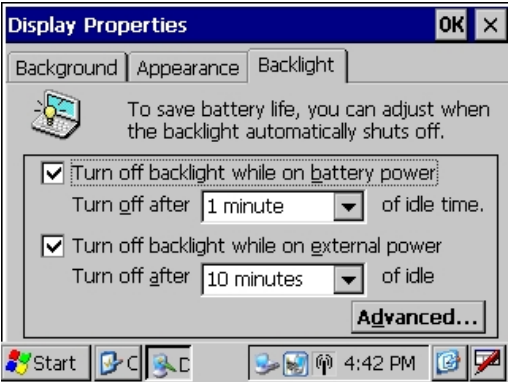 Display Properties OK ×
Background Appearance Backlight
To save battery life, you can adjust when
the backlight automatically shuts off.
Turn off backlight while on battery power
Turn off after 1 minute of idle time.
Turn off backlight while on external power
Turn off after 10 minutes of idle
Advanced...
Start C D 4:42 PM